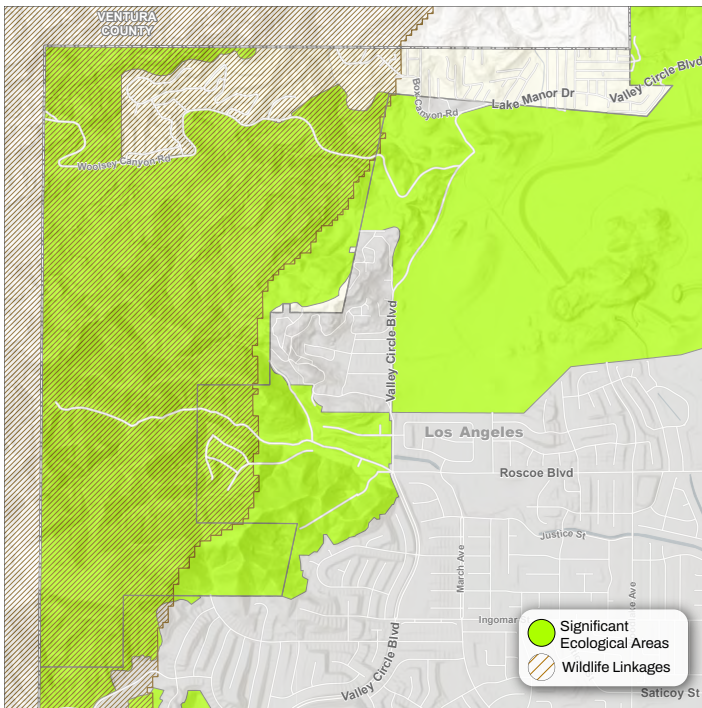 VENTURA
COUNTY
Valley Circle Blvd
Box Canyon Rd
Lake Manor Dr
Woolsey Canyon Rd
Valley Circle Blvd
Los Angeles
Roscoe Blvd
Justice St
March Ave
Ave
Ingomar
Valley Circle Blvd
Saticoy St
Significant
Ecological Areas
Wildlife Linkages